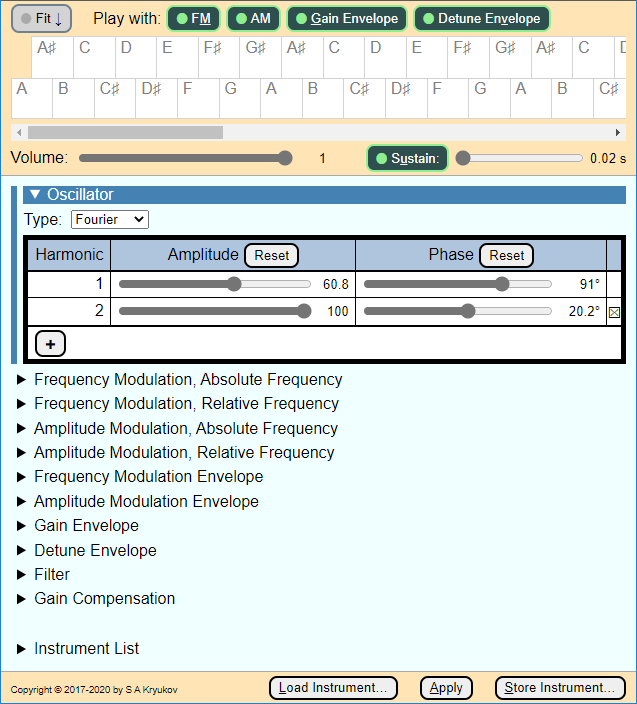 Fit ↓ Play with: FM AM Gain Envelope Detune Envelope
A♯ C D E F♯ G♯ A♯ C D E F♯ G♯ A♯ C D
A B C♯ D♯ F G A B C♯ D♯ F G A B C♯
Volume: 1 Sustain: 0.02 s
▼ Oscillator
Type: Fourier
Harmonic Amplitude Reset Phase Reset
1 60.8 91°
2 100 20.2° ☒
+
▶ Frequency Modulation, Absolute Frequency
▶ Frequency Modulation, Relative Frequency
▶ Amplitude Modulation, Absolute Frequency
▶ Amplitude Modulation, Relative Frequency
▶ Frequency Modulation Envelope
▶ Amplitude Modulation Envelope
▶ Gain Envelope
▶ Detune Envelope
▶ Filter
▶ Gain Compensation
▶ Instrument List
Copyright © 2017-2020 by S A Kryukov Load Instrument... Apply Store Instrument...